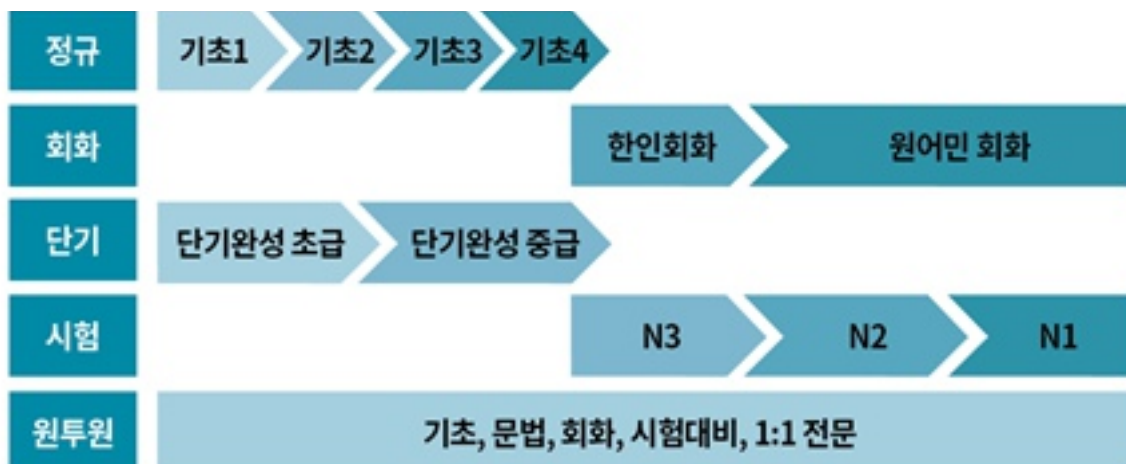 정규 기초1 기초2 기초3 기초4
회화 한인회화 원어민 회화
단기 단기완성 초급 단기완성 중급
시험 N3 N2 N1
원투원 기초, 문법, 회화, 시험대비, 1:1 전문